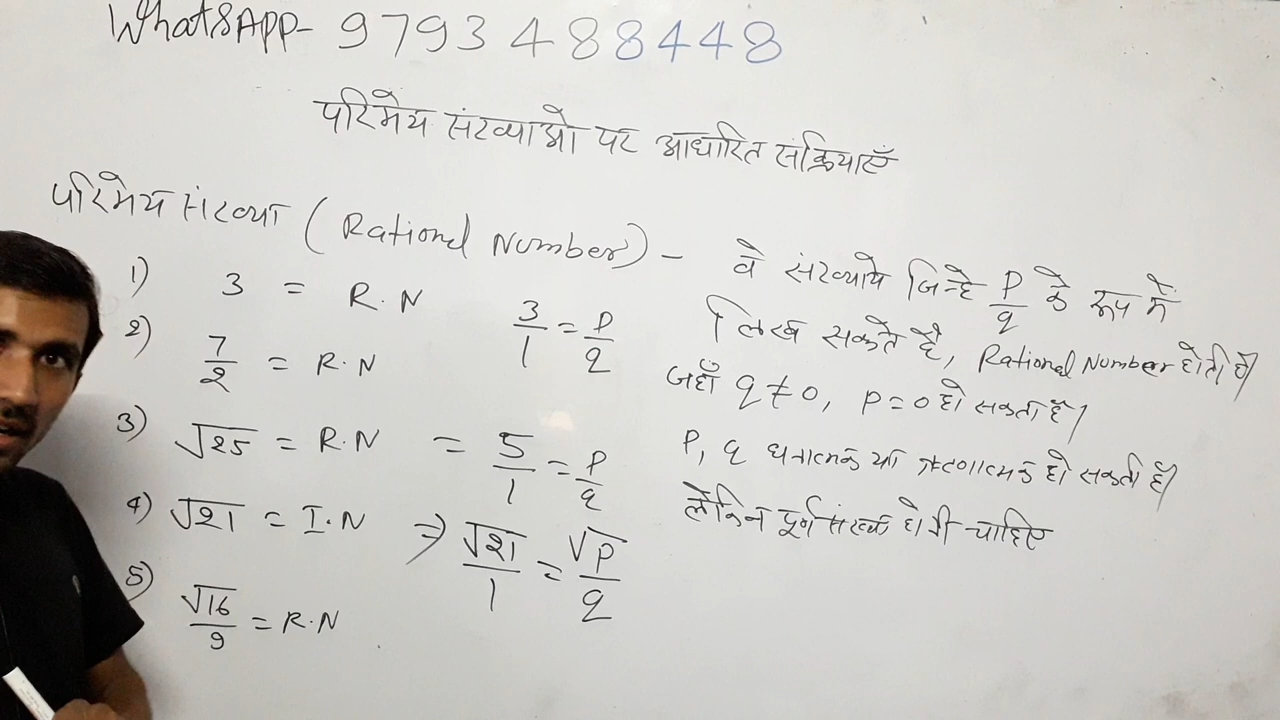 WhatsApp- 9793488448
परिमेय संख्याओ पर आधारित संक्रियाएँ
परिमेय संख्या (Rational Number) -
वे संख्यायें जिन्हे p/q के रूप में
लिख सकते है, Rational Number होती है।
जहाँ q ≠ 0, p = 0 हो सकता है।
P, q धनात्मक या ऋणात्मक हो सकती है।
लेकिन पूर्ण संख्या होनी चाहिए
1) 3 = R.N 3/1 = p/q
2) 7/2 = R.N
3) √25 = R.N = 5/1 = p/q
4) √21 = I.N ⇒ √21/1 = √p/q
5) √16/9 = R.N